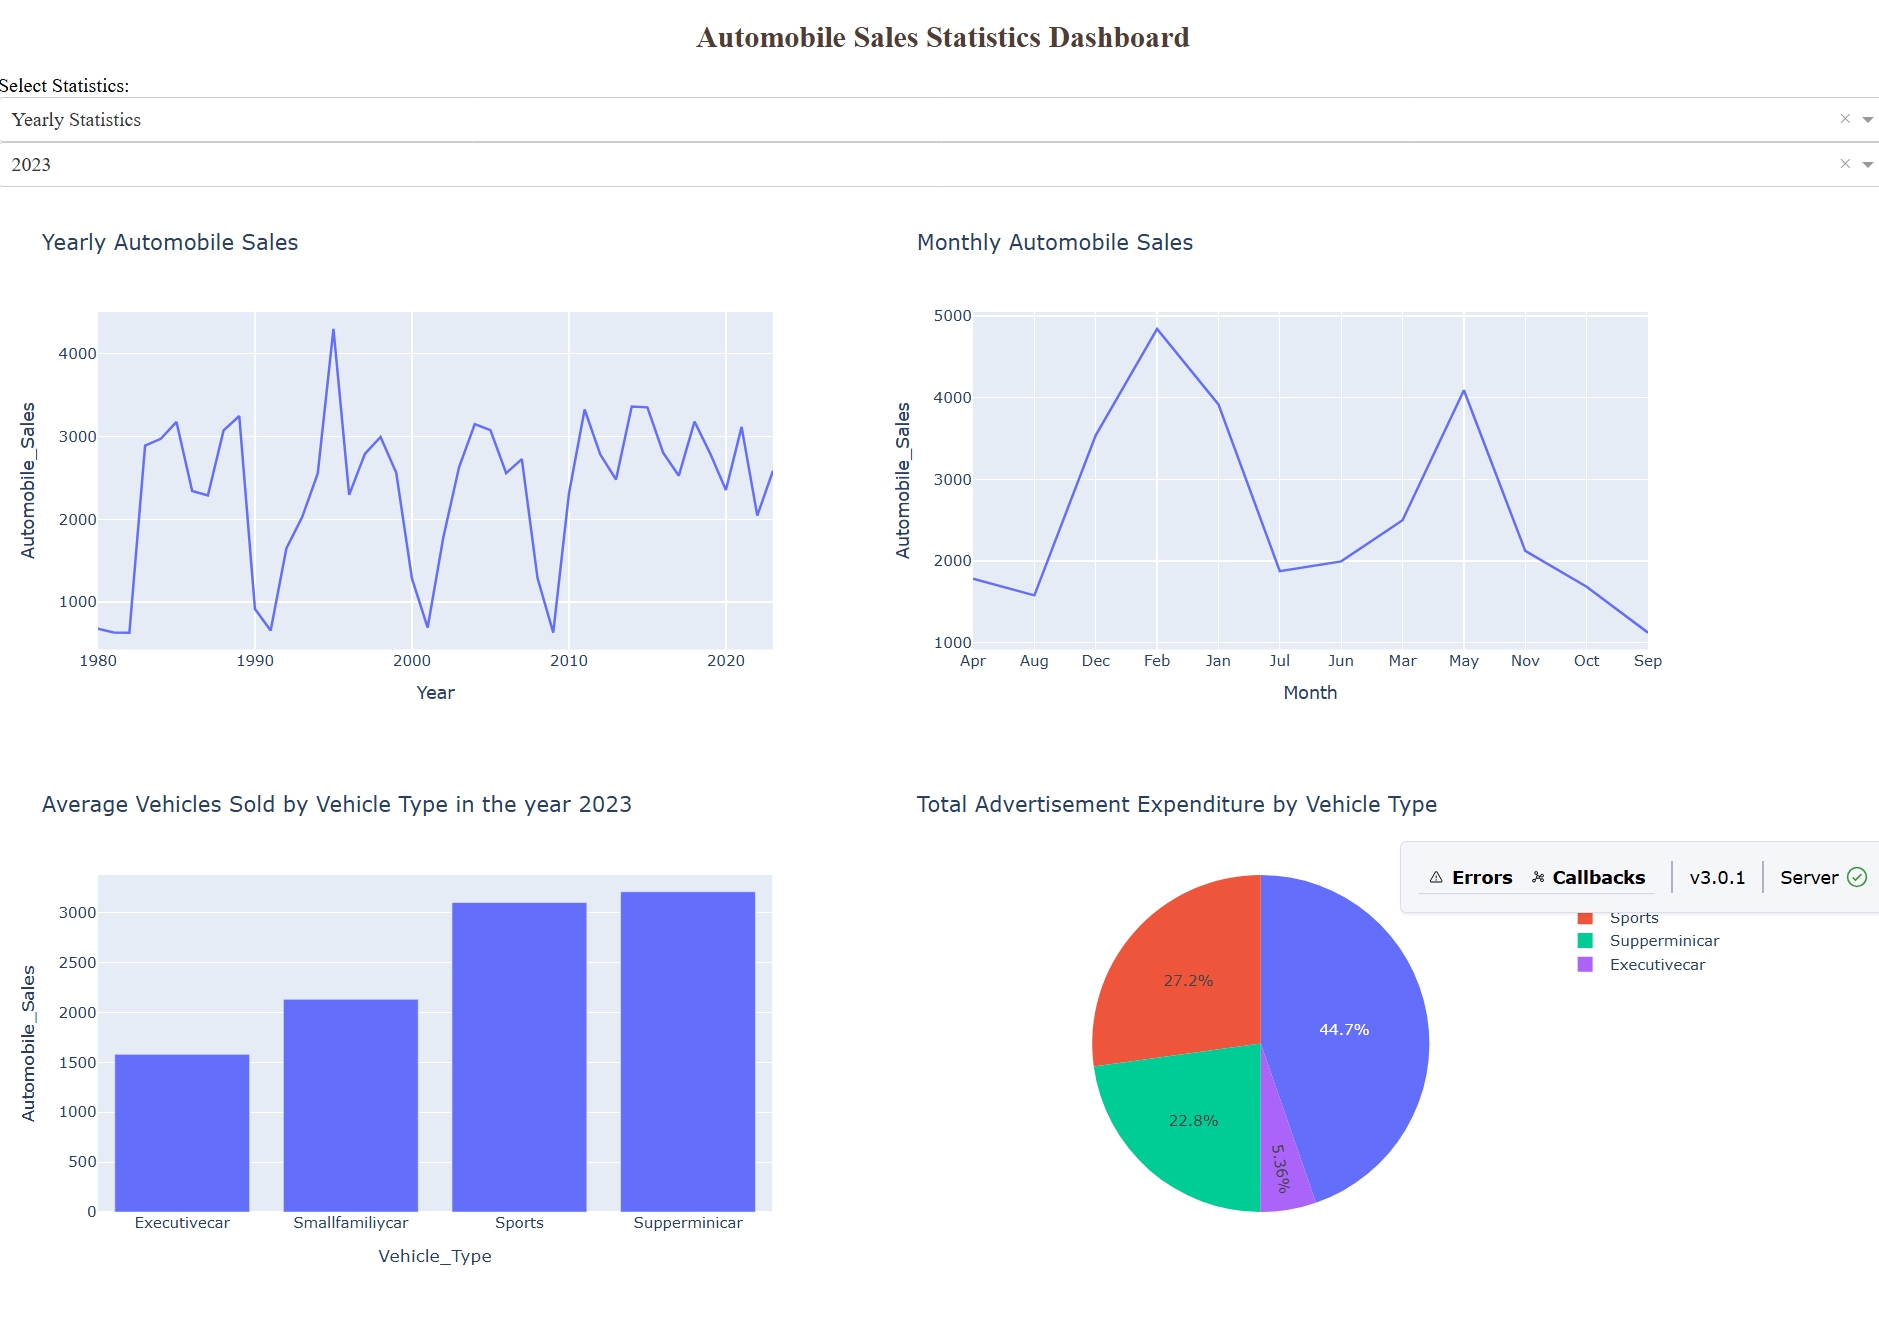 Automobile Sales Statistics Dashboard
Select Statistics:
Yearly Statistics
×
2023
×
Yearly Automobile Sales
Automobile_Sales
4000
3000
2000
1000
1980 1990 2000 2010 2020
Year
Monthly Automobile Sales
Automobile_Sales
5000
4000
3000
2000
1000
Apr Aug Dec Feb Jan Jul Jun Mar May Nov Oct Sep
Month
Average Vehicles Sold by Vehicle Type in the year 2023
Automobile_Sales
3000
2500
2000
1500
1000
500
0
Executivecar Smallfamiliycar Sports Supperminicar
Vehicle_Type
Total Advertisement Expenditure by Vehicle Type
Errors Callbacks v3.0.1 Server
Sports
Supperminicar
Executivecar
27.2%
44.7%
22.8%
5.36%